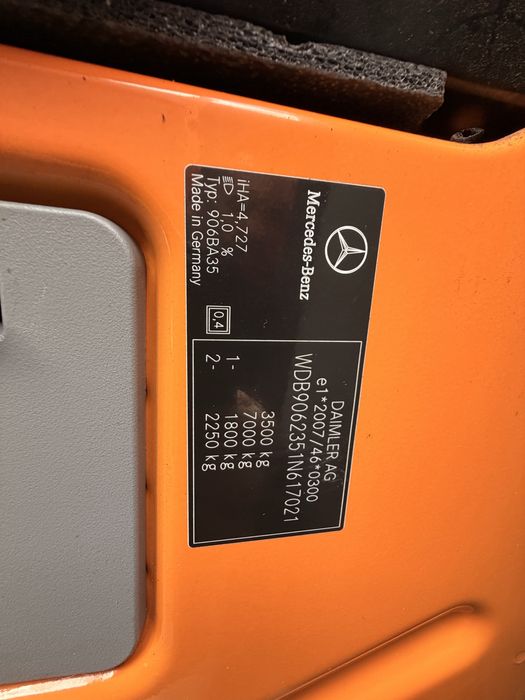 Mercedes-Benz
iHA=4,727
1,0 %
Typ: 906BA35
Made in Germany
0,4
DAIMLER AG
e1*2007/46*0300
WDB9062351N617021
3500 kg
7000 kg
1- 1800 kg
2- 2250 kg